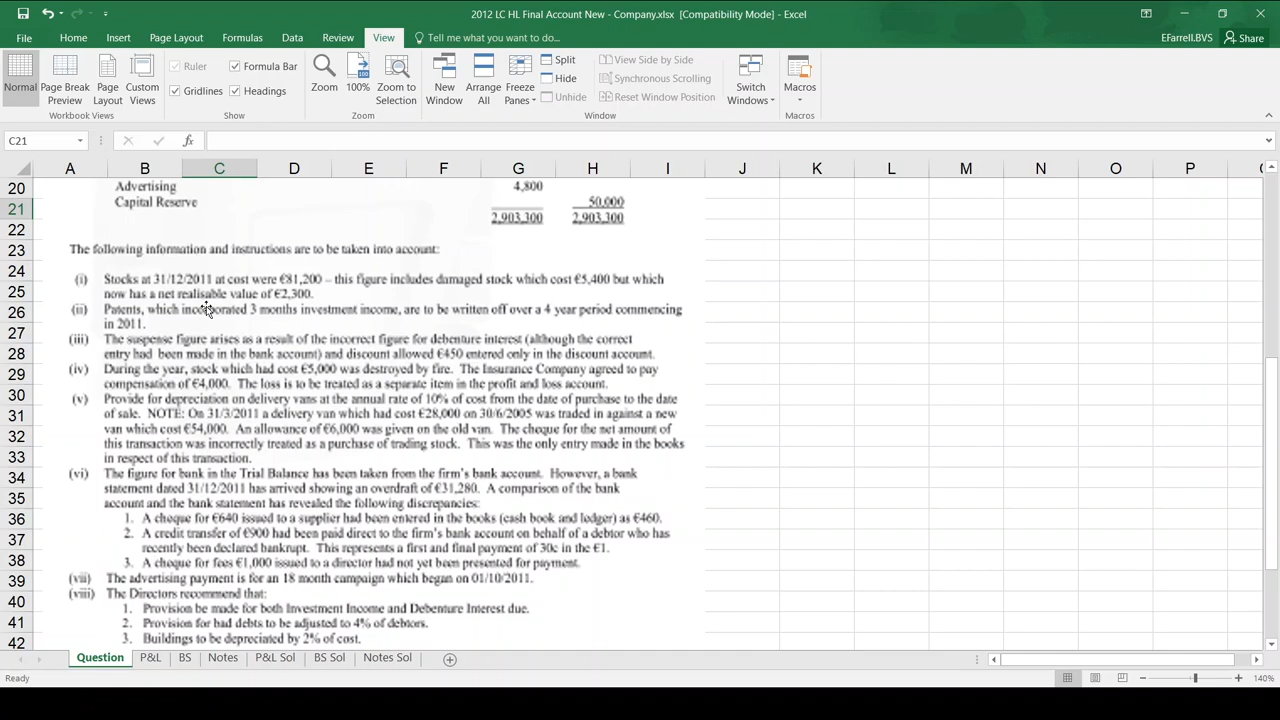 2012 LC HL Final Account New - Company.xlsx [Compatibility Mode] - Excel
File Home Insert Page Layout Formulas Data Review View Tell me what you want to do... EFarrell.BVS Share
Normal
Page Break Preview
Page Layout
Custom Views
Workbook Views
Ruler
Formula Bar
Gridlines
Headings
Show
Zoom
100%
Zoom to Selection
Zoom
New Window
Arrange All
Freeze Panes
Split
Hide
Unhide
View Side by Side
Synchronous Scrolling
Reset Window Position
Window
Switch Windows
Macros
Macros
C21 fx
A B C D E F G H I J K L M N O P
20
21
22
23
24
25
26
27
28
29
30
31
32
33
34
35
36
37
38
39
40
41
42
Advertising 4,800
Capital Reserve 50,000
2,903,300 2,903,300
The following information and instructions are to be taken into account:
(i) Stocks at 31/12/2011 at cost were €81,200 – this figure includes damaged stock which cost €5,400 but which
now has a net realisable value of €2,300.
(ii) Patents, which incorporated 3 months investment income, are to be written off over a 4 year period commencing
in 2011.
(iii) The suspense figure arises as a result of the incorrect figure for debenture interest (although the correct
entry had been made in the bank account) and discount allowed €450 entered only in the discount account.
(iv) During the year, stock which had cost €5,000 was destroyed by fire. The Insurance Company agreed to pay
compensation of €4,000. The loss is to be treated as a separate item in the profit and loss account.
(v) Provide for depreciation on delivery vans at the annual rate of 10% of cost from the date of purchase to the date
of sale. NOTE: On 31/3/2011 a delivery van which had cost €28,000 on 30/6/2005 was traded in against a new
van which cost €54,000. An allowance of €6,000 was given on the old van. The cheque for the net amount of
this transaction was incorrectly treated as a purchase of trading stock. This was the only entry made in the books
in respect of this transaction.
(vi) The figure for bank in the Trial Balance has been taken from the firm's bank account. However, a bank
statement dated 31/12/2011 has arrived showing an overdraft of €31,280. A comparison of the bank
account and the bank statement has revealed the following discrepancies:
1. A cheque for €640 issued to a supplier had been entered in the books (cash book and ledger) as €460.
2. A credit transfer of €900 had been paid direct to the firm's bank account on behalf of a debtor who has
recently been declared bankrupt. This represents a first and final payment of 30c in the €1.
3. A cheque for fees €1,000 issued to a director had not yet been presented for payment.
(vii) The advertising payment is for an 18 month campaign which began on 01/10/2011.
(viii) The Directors recommend that:
1. Provision be made for both Investment Income and Debenture Interest due.
2. Provision for bad debts to be adjusted to 4% of debtors.
3. Buildings to be depreciated by 2% of cost.
Question P&L BS Notes P&L Sol BS Sol Notes Sol
Ready 140%